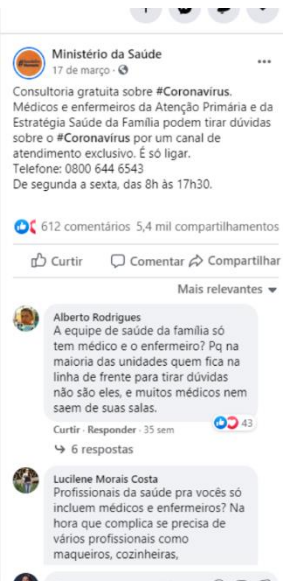 Ministério da Saúde
17 de março ·
Consultoria gratuita sobre #Coronavírus.
Médicos e enfermeiros da Atenção Primária e da
Estratégia Saúde da Família podem tirar dúvidas
sobre o #Coronavírus por um canal de
atendimento exclusivo. É só ligar.
Telefone: 0800 644 6543
De segunda a sexta, das 8h às 17h30.
612 comentários 5,4 mil compartilhamentos
Curtir Comentar Compartilhar
Mais relevantes
Alberto Rodrigues
A equipe de saúde da família só
tem médico e o enfermeiro? Pq na
maioria das unidades quem fica na
linha de frente para tirar dúvidas
não são eles, e muitos médicos nem
saem de suas salas.
43
Curtir · Responder · 35 sem
6 respostas
Lucilene Morais Costa
Profissionais da saúde pra vocês só
incluem médicos e enfermeiros? Na
hora que complica se precisa de
vários profissionais como
maqueiros, cozinheiras,